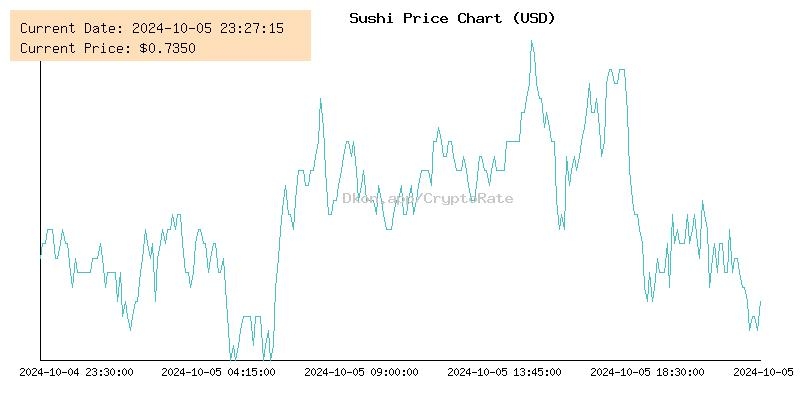 Sushi Price Chart (USD)
Current Date: 2024-10-05 23:27:15
Current Price: $0.7350
Dkon.app/CryptoRate
2024-10-04 23:30:00
2024-10-05 04:15:00
2024-10-05 09:00:00
2024-10-05 13:45:00
2024-10-05 18:30:00
2024-10-05